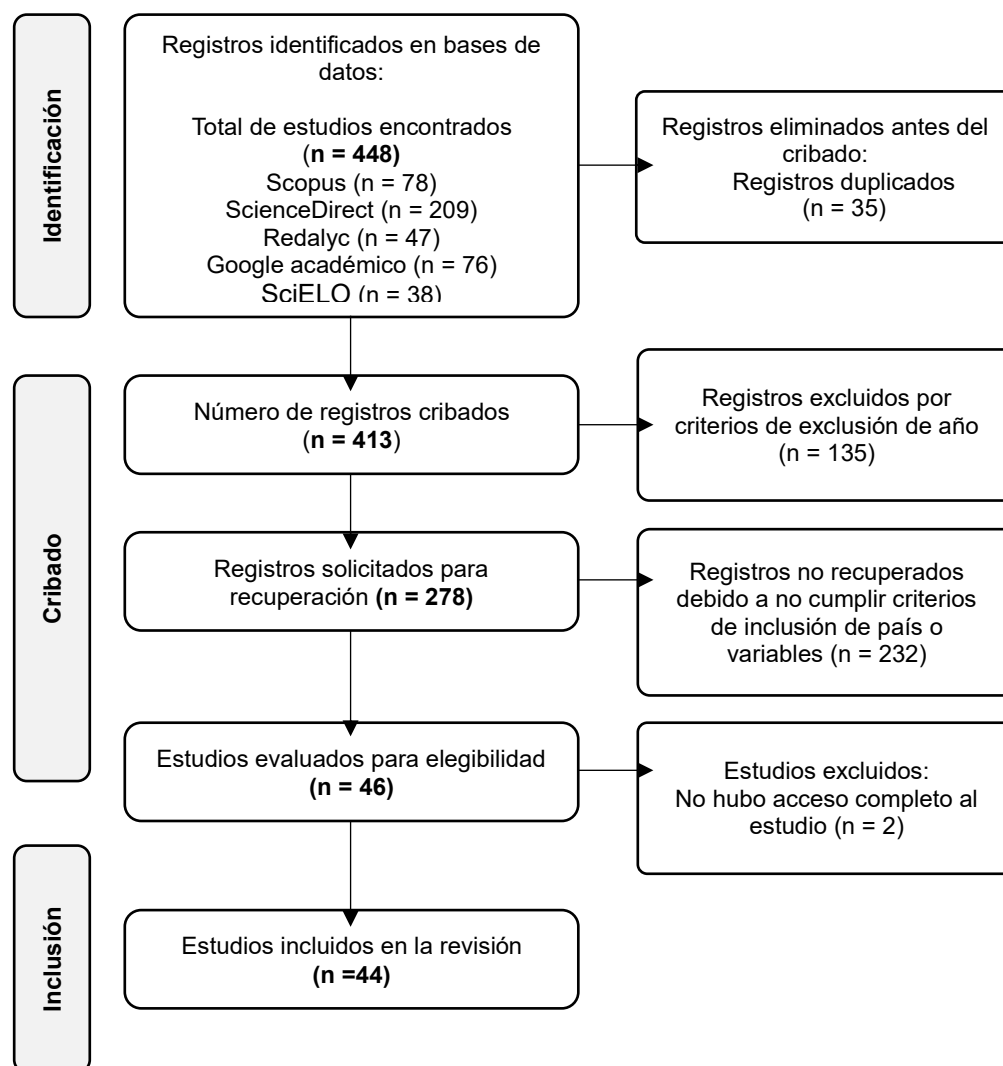 Identificación
Registros identificados en bases de
datos:
Total de estudios encontrados
(n = 448)
Scopus (n = 78)
ScienceDirect (n = 209)
Redalyc (n = 47)
Google académico (n = 76)
SciELO (n = 38)
Registros eliminados antes del
cribado:
Registros duplicados
(n = 35)
Cribado
Número de registros cribados
(n = 413)
Registros excluidos por
criterios de exclusión de año
(n = 135)
Registros solicitados para
recuperación (n = 278)
Registros no recuperados
debido a no cumplir criterios
de inclusión de país o
variables (n = 232)
Estudios evaluados para elegibilidad
(n = 46)
Estudios excluidos:
No hubo acceso completo al
estudio (n = 2)
Inclusión
Estudios incluidos en la revisión
(n =44)